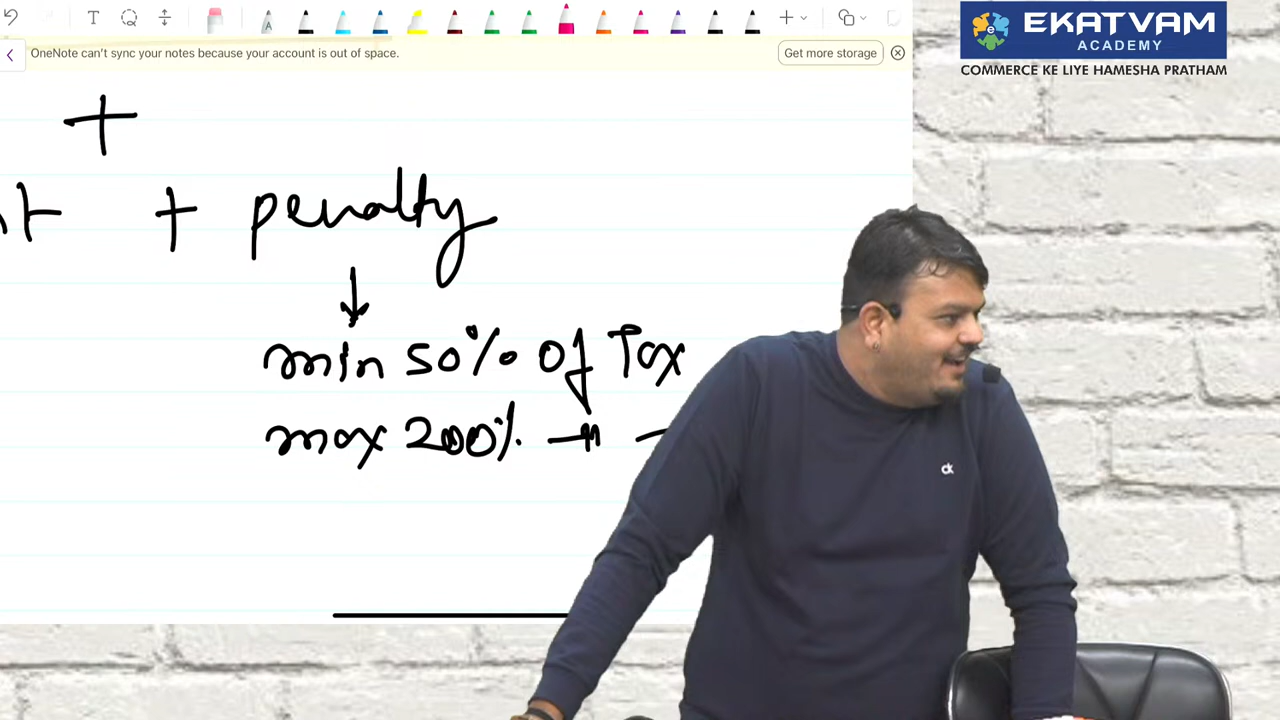 EKATVAM
ACADEMY
COMMERCE KE LIYE HAMESHA PRATHAM
OneNote can't sync your notes because your account is out of space.
Get more storage
+
+ penalty
↓
min 50% Of Tax
max 200% —"— 
ck